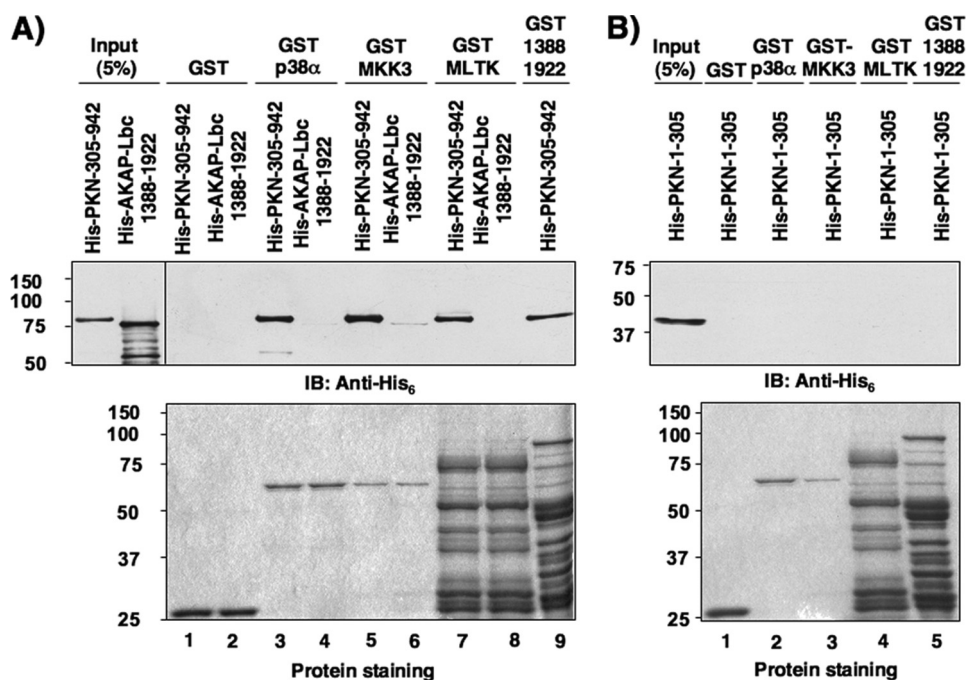 A)
Input
(5%)
GST
GST
p38α
GST
MKK3
GST
MLTK
GST
1388
1922
His-PKN-305-942
His-AKAP-Lbc
1388-1922
His-PKN-305-942
His-AKAP-Lbc
1388-1922
His-PKN-305-942
His-AKAP-Lbc
1388-1922
His-PKN-305-942
His-AKAP-Lbc
1388-1922
His-PKN-305-942
His-AKAP-Lbc
1388-1922
His-PKN-305-942
150
100
75
50
IB: Anti-His6
150
100
75
50
37
25
1 2 3 4 5 6 7 8 9
Protein staining
B)
Input
(5%)
GST
GST
p38α
GST-
MKK3
GST
MLTK
GST
1388
1922
His-PKN-1-305
His-PKN-1-305
His-PKN-1-305
His-PKN-1-305
His-PKN-1-305
His-PKN-1-305
75
50
37
IB: Anti-His6
150
100
75
50
37
25
1 2 3 4 5
Protein staining